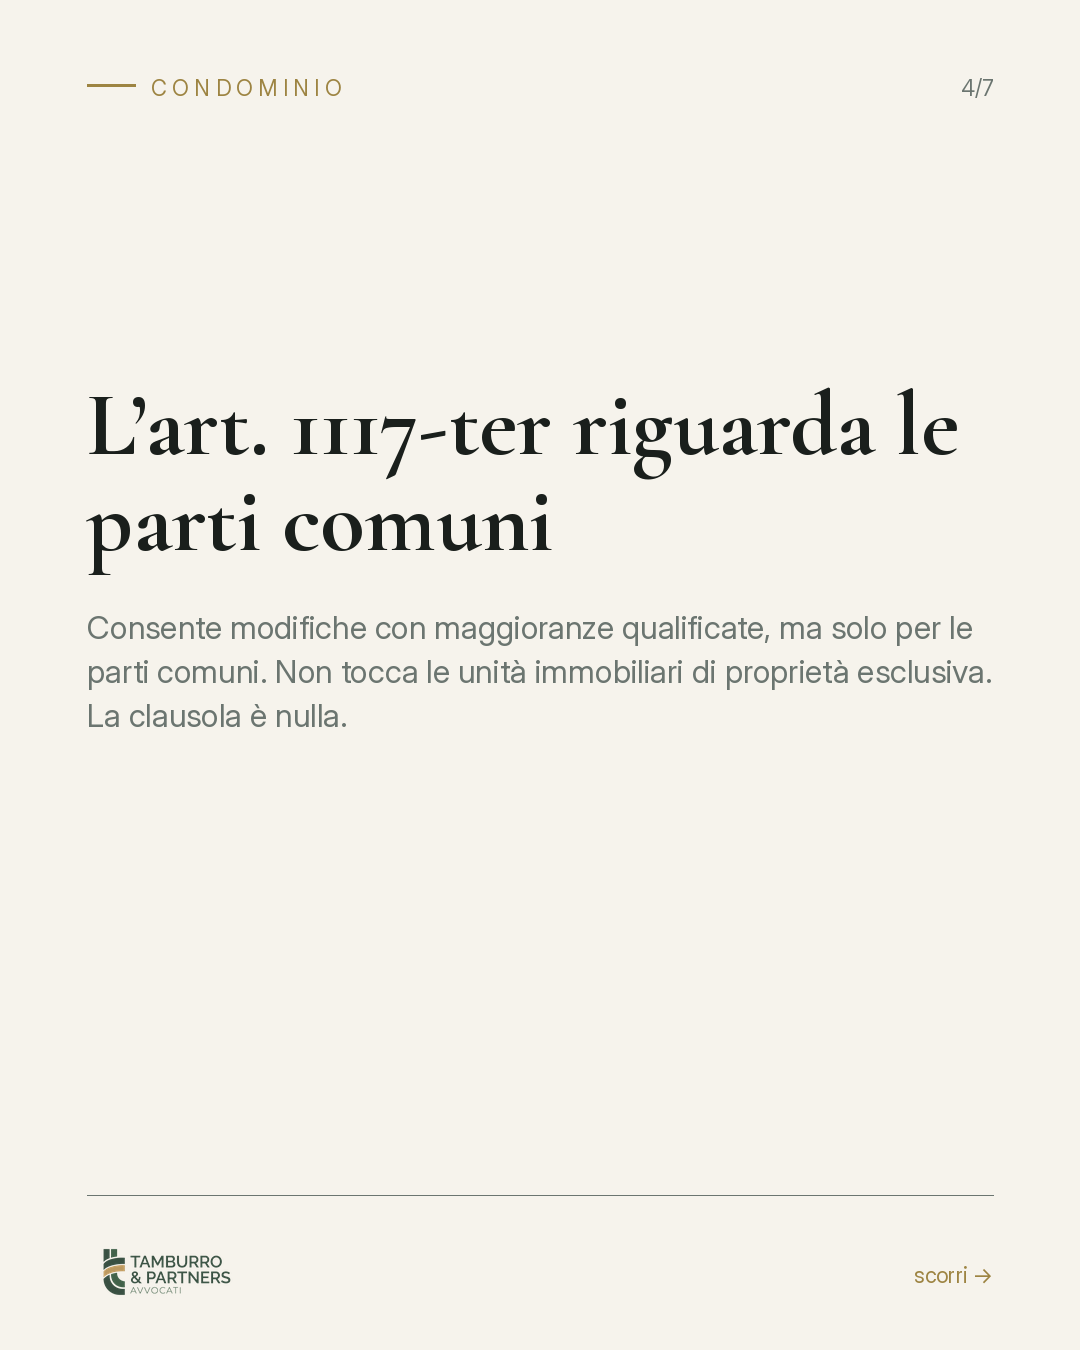 CONDOMINIO
4/7
L’art. 1117-ter riguarda le
parti comuni
Consente modifiche con maggioranze qualificate, ma solo per le
parti comuni. Non tocca le unità immobiliari di proprietà esclusiva.
La clausola è nulla.
TAMBURRO
& PARTNERS
AVVOCATI
scorri →